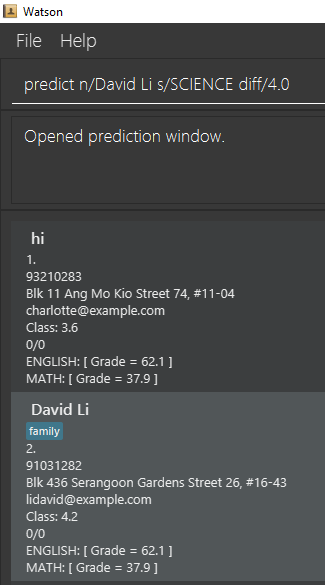 Watson
File Help
predict n/David Li s/SCIENCE diff/4.0
Opened prediction window.
hi
1.
93210283
Blk 11 Ang Mo Kio Street 74, #11-04
charlotte@example.com
Class: 3.6
0/0
ENGLISH: [ Grade = 62.1 ]
MATH: [ Grade = 37.9 ]
David Li
family
2.
91031282
Blk 436 Serangoon Gardens Street 26, #16-43
lidavid@example.com
Class: 4.2
0/0
ENGLISH: [ Grade = 62.1 ]
MATH: [ Grade = 37.9 ]